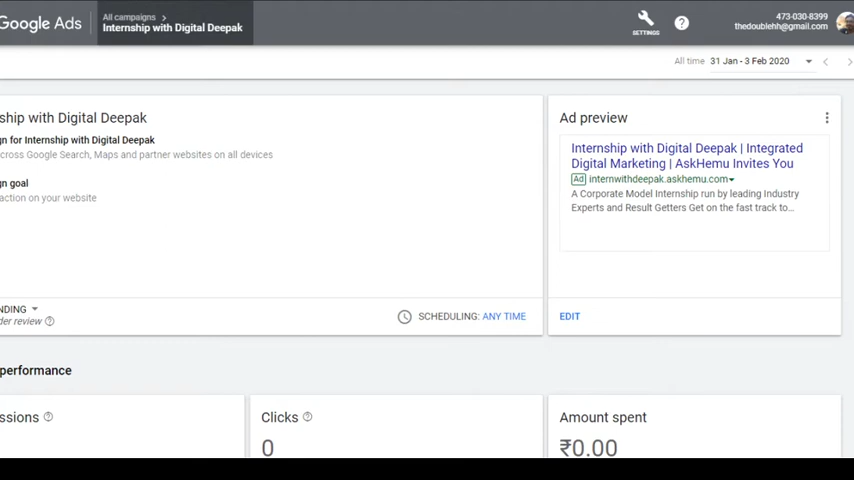 Google Ads
All campaigns >
Internship with Digital Deepak
SETTINGS
?
473-030-8399
thedoublehh@gmail.com
All time 31 Jan - 3 Feb 2020
ship with Digital Deepak
gn for Internship with Digital Deepak
across Google Search, Maps and partner websites on all devices
gn goal
action on your website
NDING
der review
SCHEDULING: ANY TIME
Ad preview
Internship with Digital Deepak | Integrated
Digital Marketing | AskHemu Invites You
Ad internwithdeepak.askhemu.com
A Corporate Model Internship run by leading Industry
Experts and Result Getters Get on the fast track to...
EDIT
performance
ssions
Clicks
0
Amount spent
₹0.00